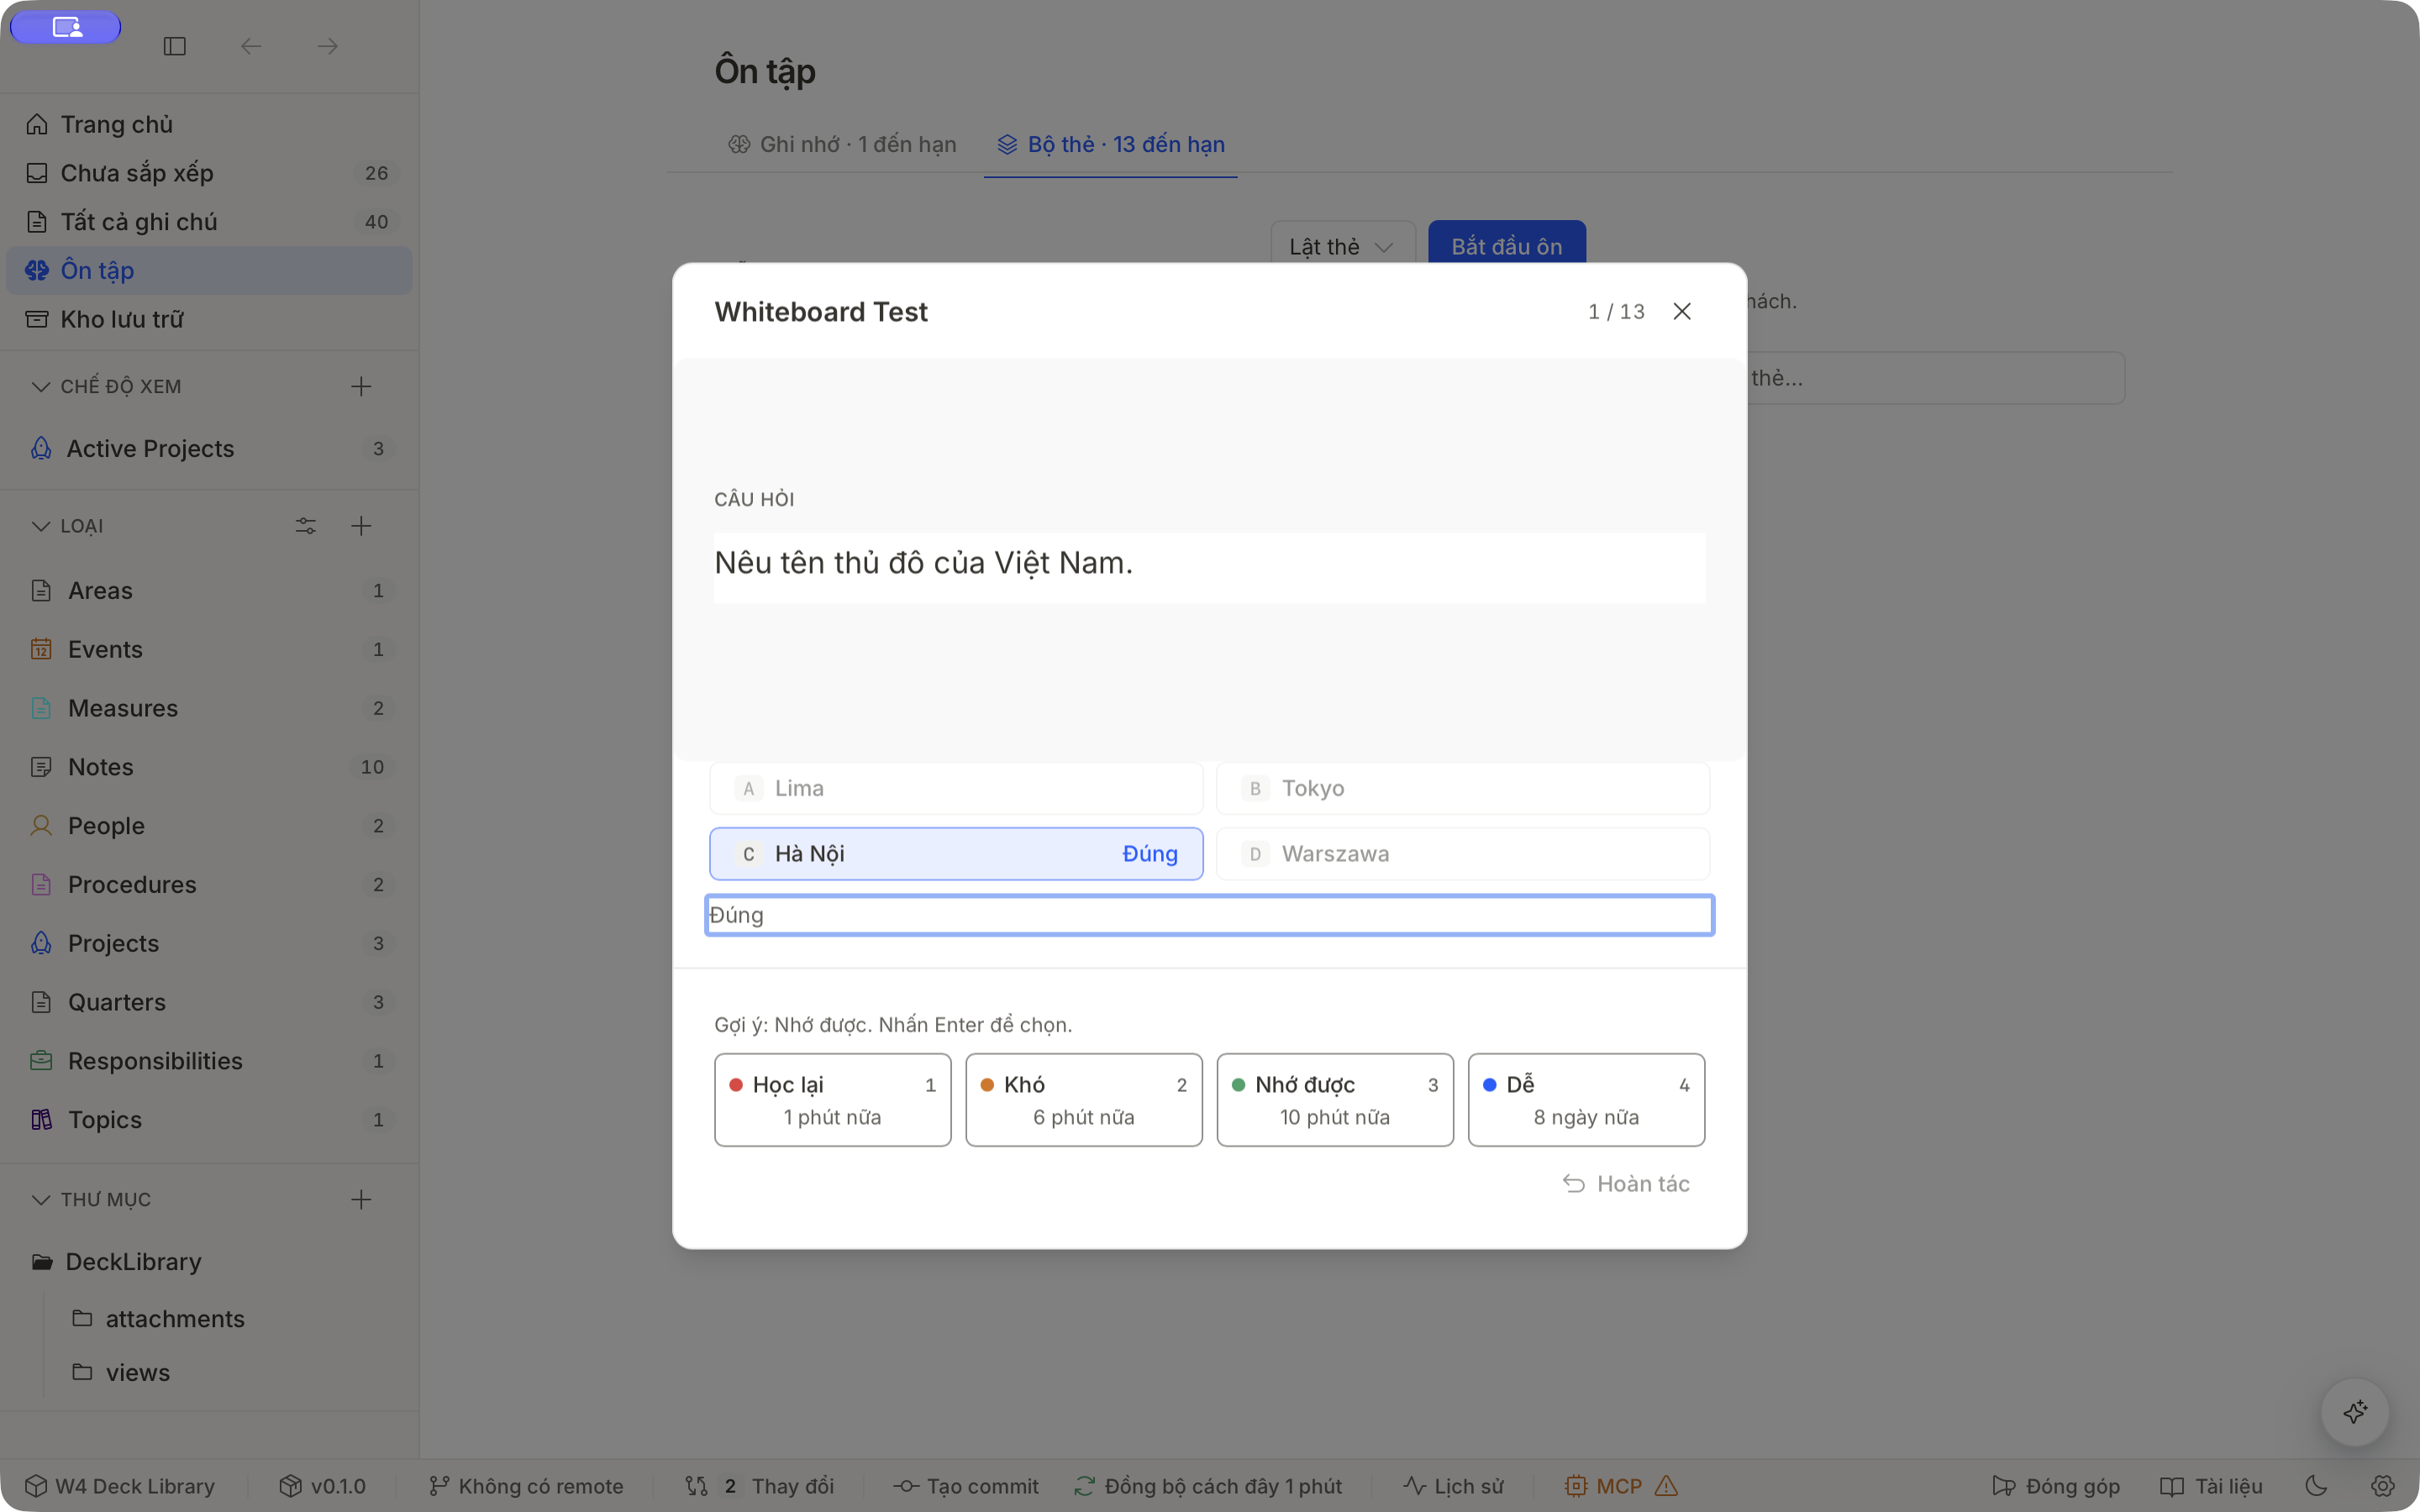 Trang chủ
Chưa sắp xếp 26
Tất cả ghi chú 40
Ôn tập
Kho lưu trữ
CHẾ ĐỘ XEM
Active Projects 3
LOẠI
Areas 1
12 Events 1
Measures 2
Notes 10
People 2
Procedures 2
Projects 3
Quarters 3
Responsibilities 1
Topics 1
THƯ MỤC
DeckLibrary
attachments
views
Ôn tập
Ghi nhớ · 1 đến hạn Bộ thẻ · 13 đến hạn
Lật thẻ Bắt đầu ôn
thẻ...
Whiteboard Test 1 / 13
CÂU HỎI
Nêu tên thủ đô của Việt Nam.
A Lima B Tokyo
C Hà Nội Đúng D Warszawa
Đúng
Gợi ý: Nhớ được. Nhấn Enter để chọn.
Học lại 1 Khó 2 Nhớ được 3 Dễ 4
1 phút nữa 6 phút nữa 10 phút nữa 8 ngày nữa
Hoàn tác
W4 Deck Library v0.1.0 Không có remote 2 Thay đổi Tạo commit Đồng bộ cách đây 1 phút Lịch sử MCP Đóng góp Tài liệu